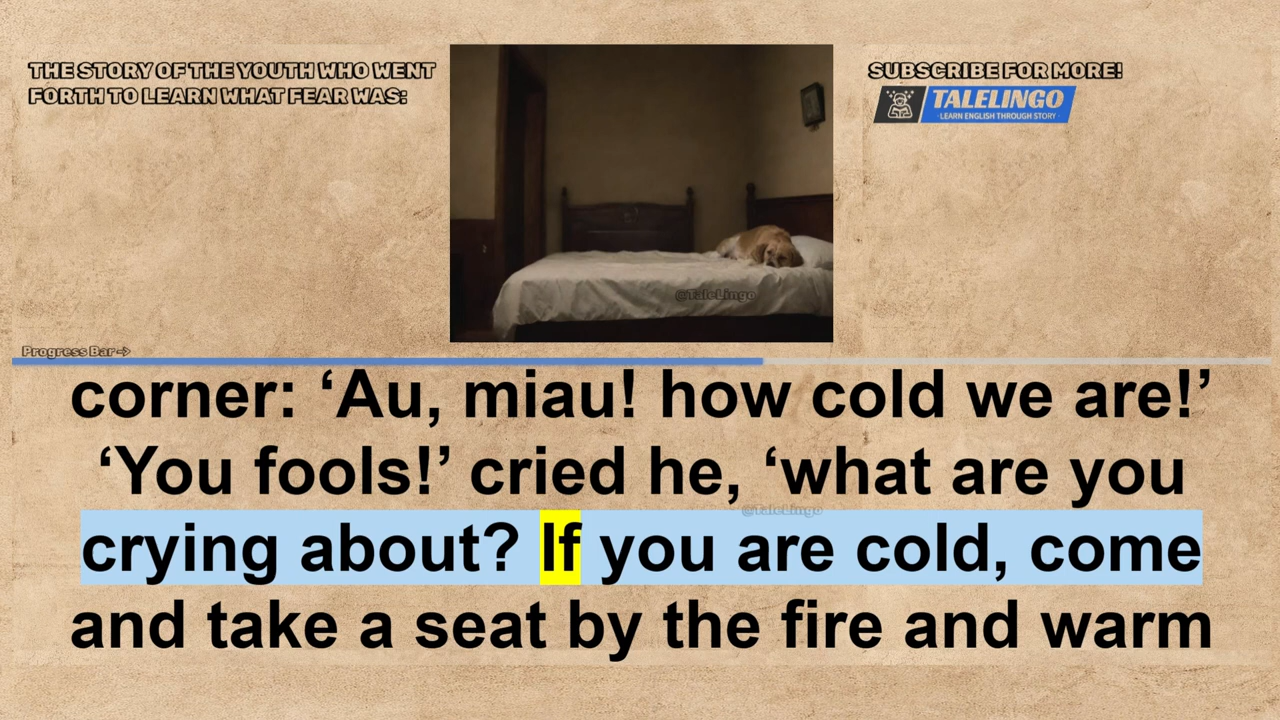 THE STORY OF THE YOUTH WHO WENT
FORTH TO LEARN WHAT FEAR WAS:
SUBSCRIBE FOR MORE!
TALELINGO
·LEARN ENGLISH THROUGH STORY·
@TaleLingo
Progress Bar->
corner: ‘Au, miau! how cold we are!’
‘You fools!’ cried he, ‘what are you
@TaleLingo
crying about? If you are cold, come
and take a seat by the fire and warm